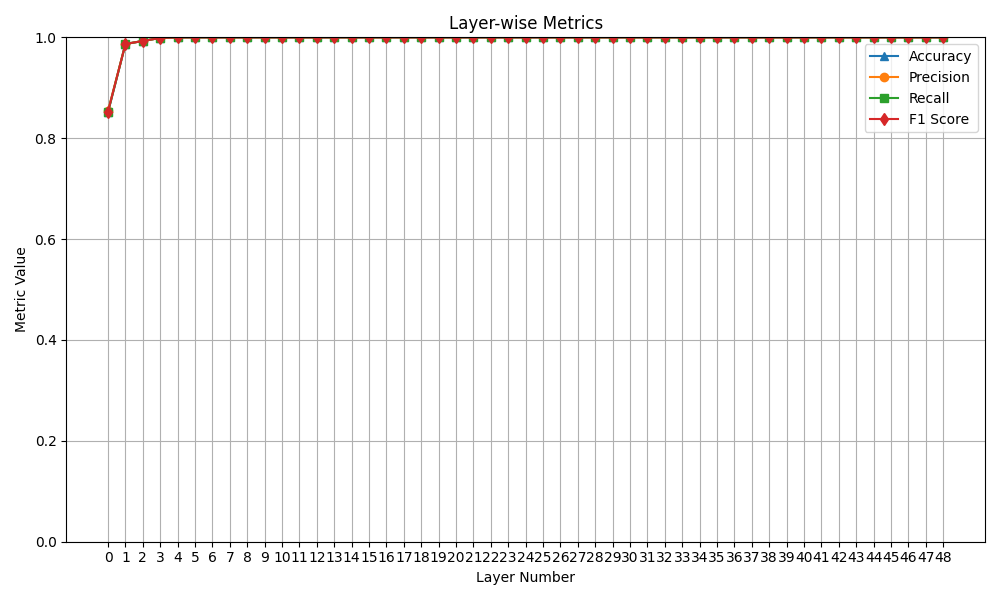 Layer-wise Metrics
Metric Value
1.0
0.8
0.6
0.4
0.2
0.0
Accuracy
Precision
Recall
F1 Score
0 1 2 3 4 5 6 7 8 9 10 11 12 13 14 15 16 17 18 19 20 21 22 23 24 25 26 27 28 29 30 31 32 33 34 35 36 37 38 39 40 41 42 43 44 45 46 47 48
Layer Number